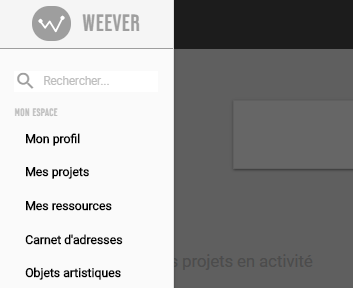 WEEVER
Rechercher...
MON ESPACE
Mon profil
Mes projets
Mes ressources
Carnet d'adresses
projets en activité
Objets artistiques